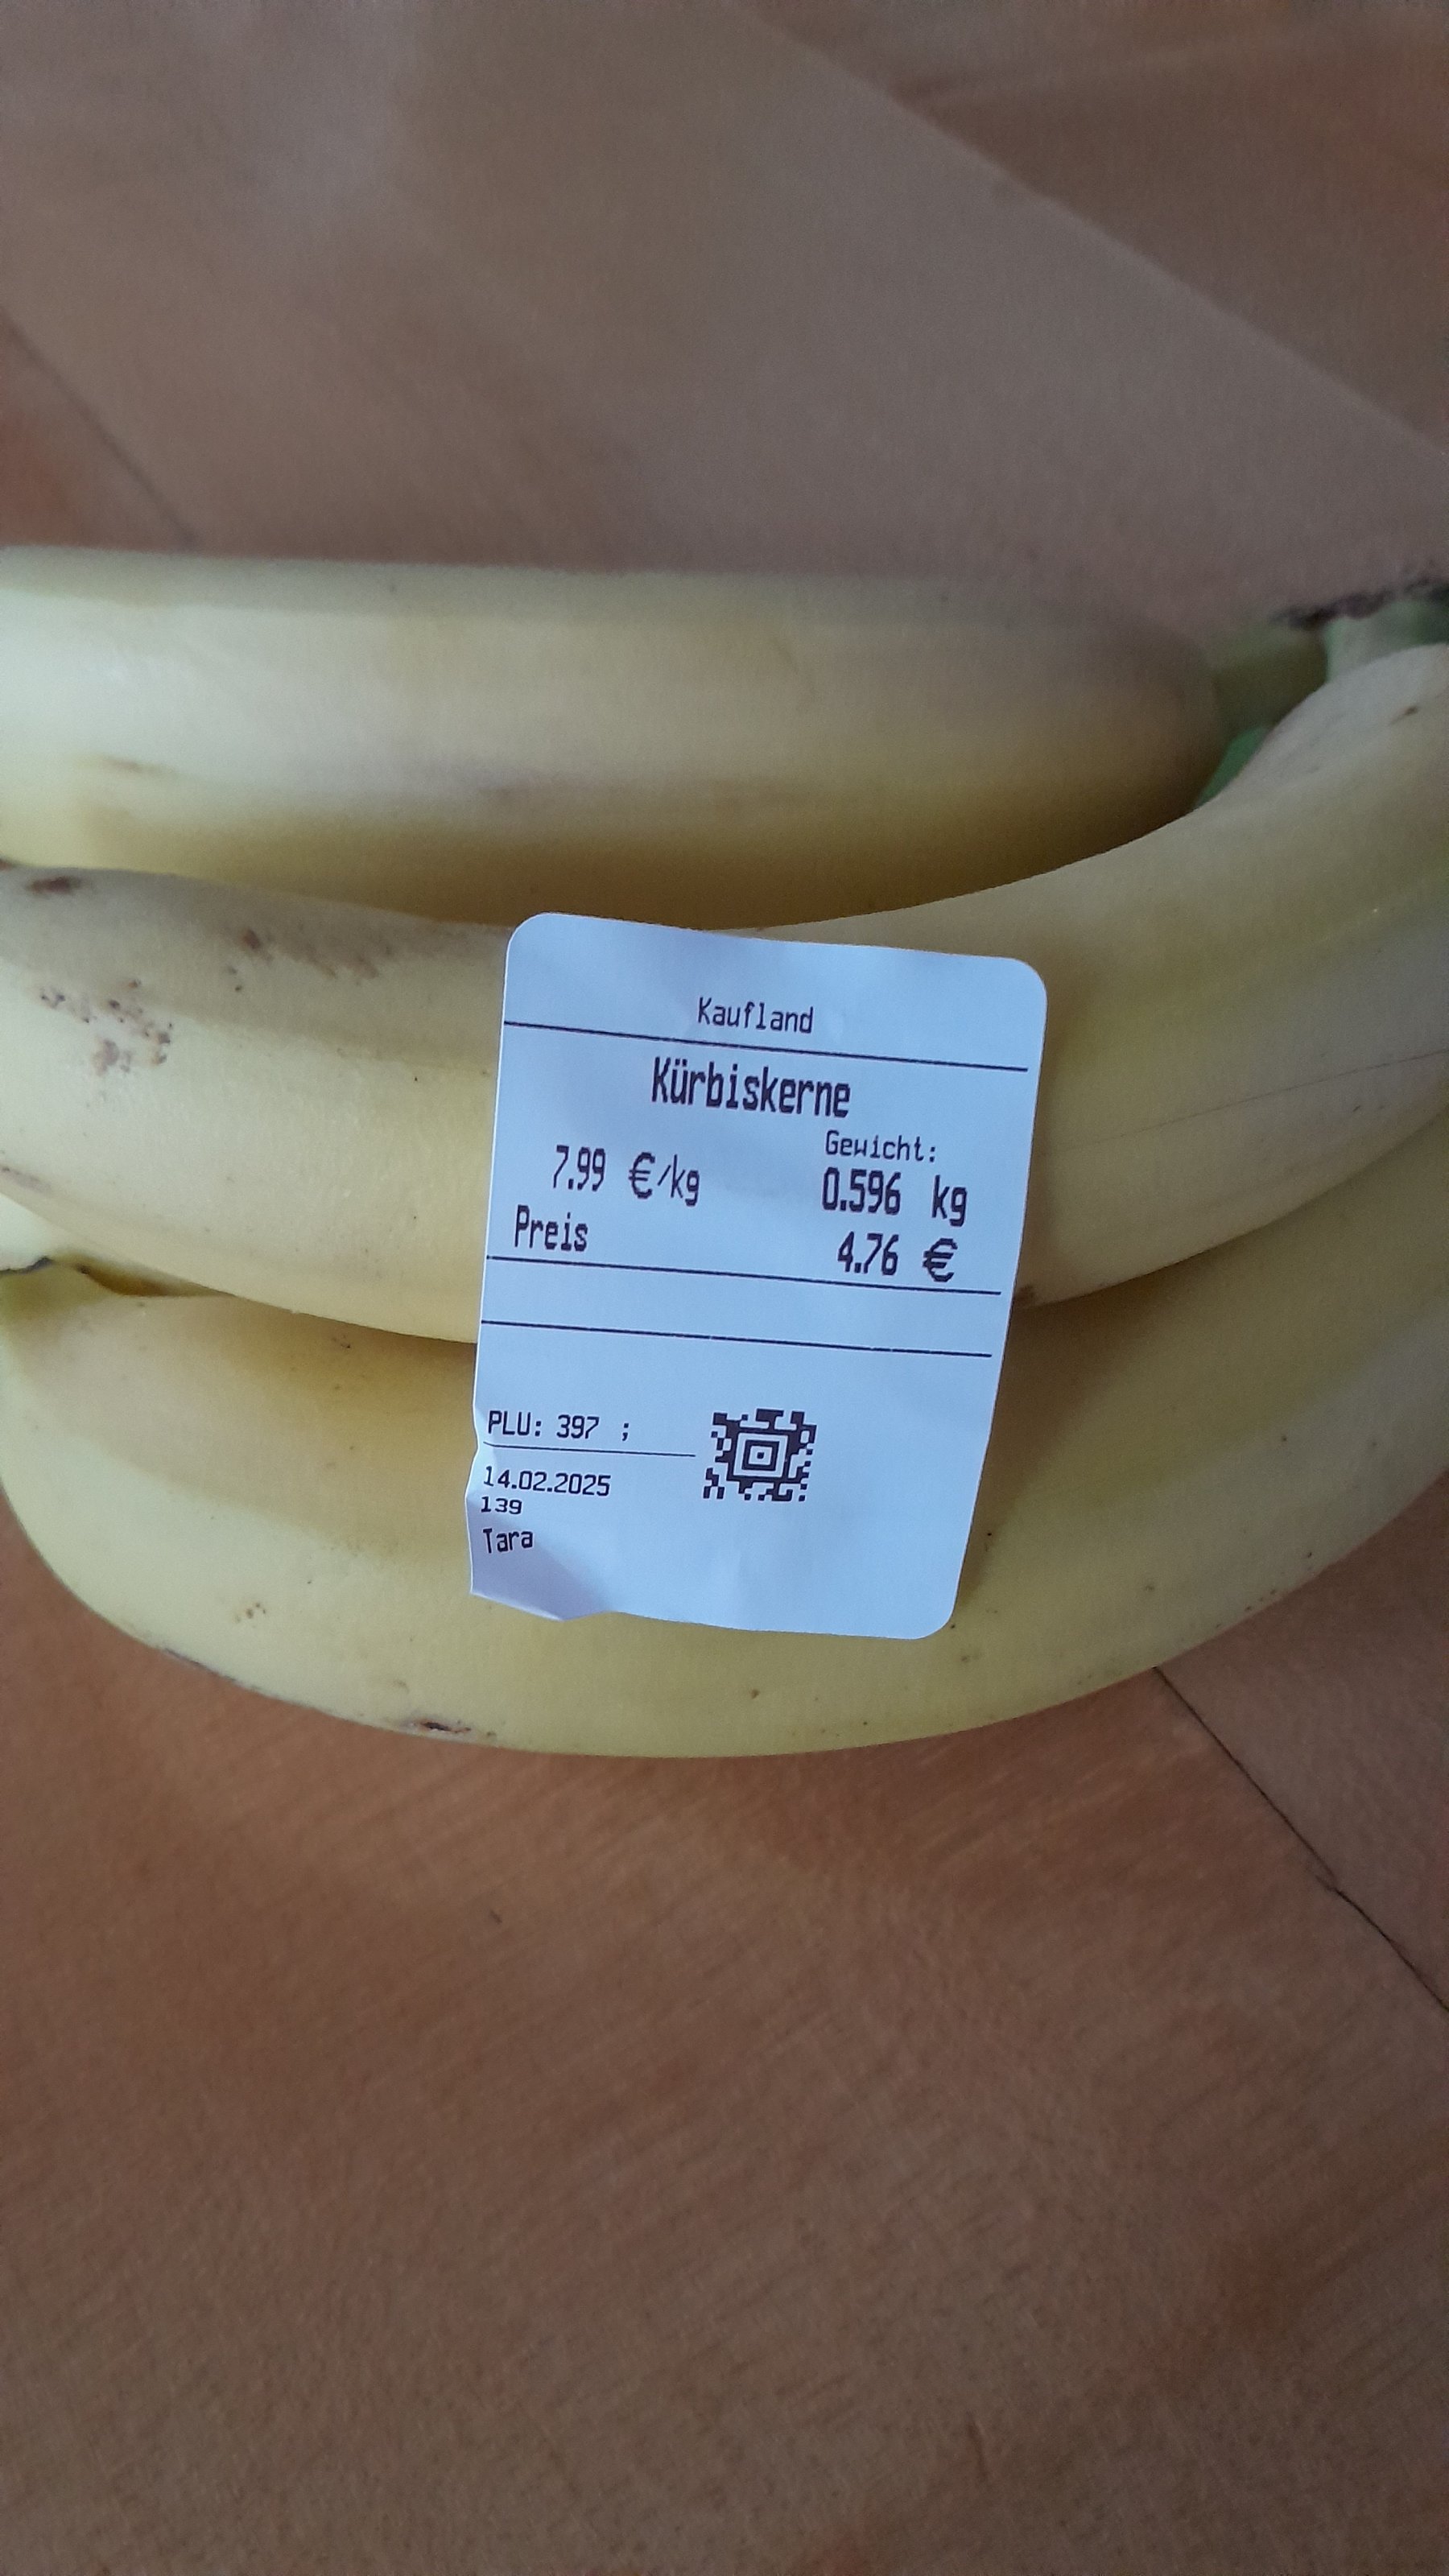 Kaufland
Kürbiskerne
Gewicht:
7.99 €/kg 0.596 kg
Preis 4.76 €
PLU: 397 ;
14.02.2025
139
Tara